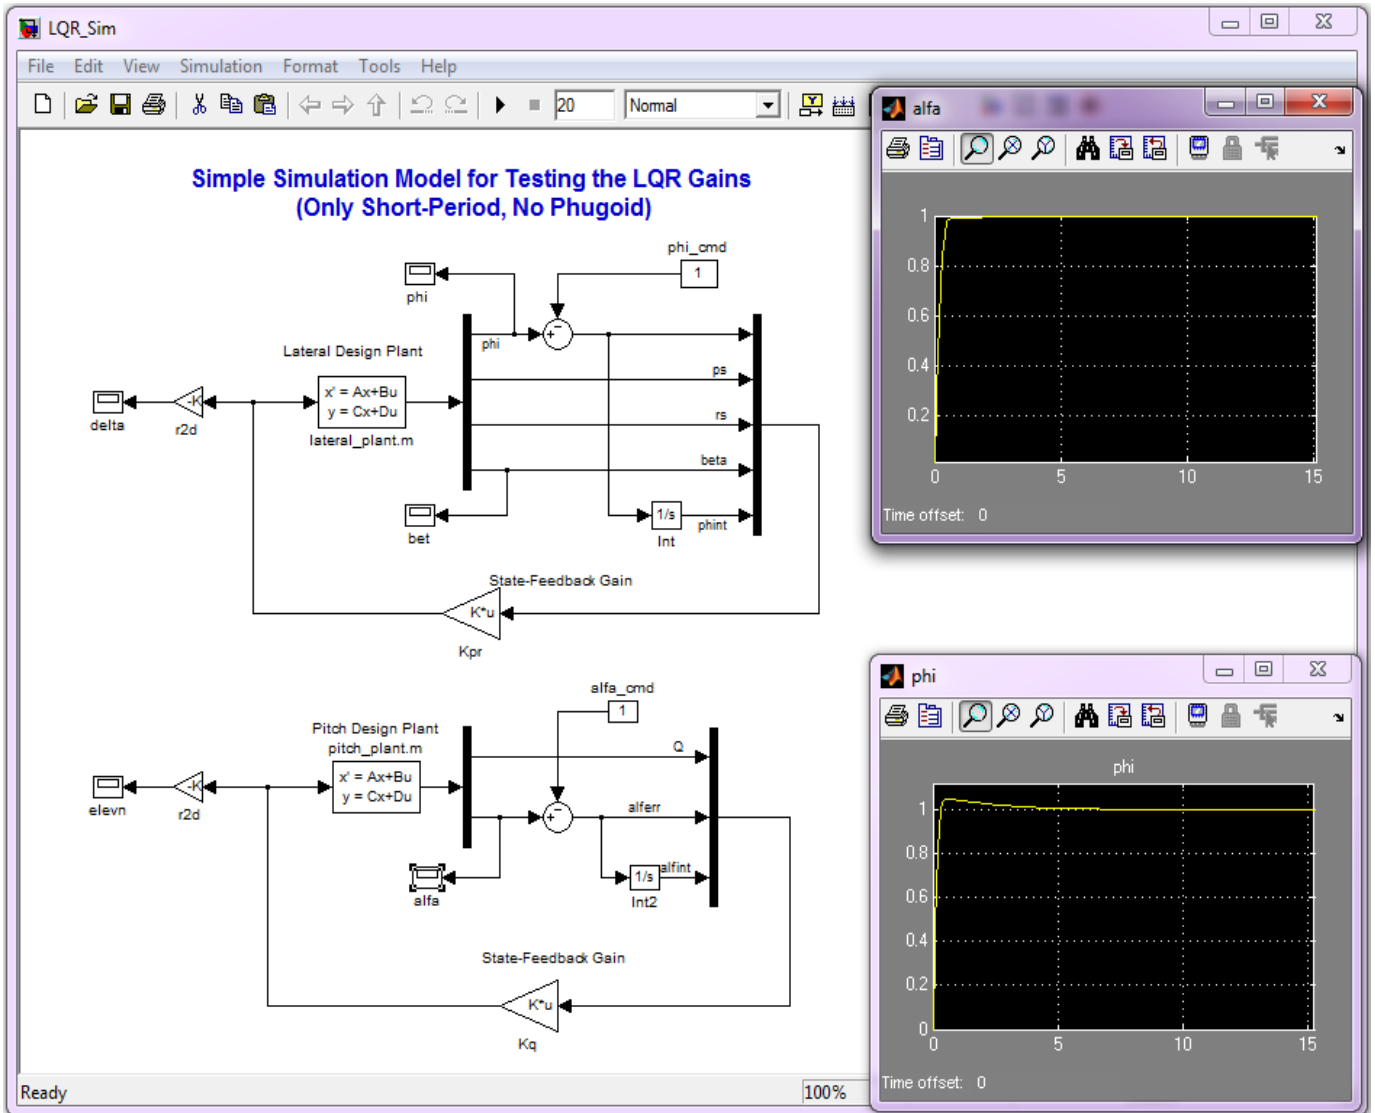 LQR_Sim
File Edit View Simulation Format Tools Help
20 Normal
Simple Simulation Model for Testing the LQR Gains
(Only Short-Period, No Phugoid)
phi_cmd
1
phi
phi
Lateral Design Plant
x' = Ax+Bu
y = Cx+Du
lateral_plant.m
-K
r2d
delta
ps
rs
beta
bet
1/s
Int
phint
State-Feedback Gain
K*u
Kpr
alfa_cmd
1
Pitch Design Plant
pitch_plant.m
x' = Ax+Bu
y = Cx+Du
-K
r2d
elevn
Q
alferr
alfa
1/s
Int2
alfint
State-Feedback Gain
K*u
Kq
Ready 100%
alfa
1
0.8
0.6
0.4
0.2
0 5 10 15
Time offset: 0
phi
phi
1
0.8
0.6
0.4
0.2
0
0 5 10 15
Time offset: 0